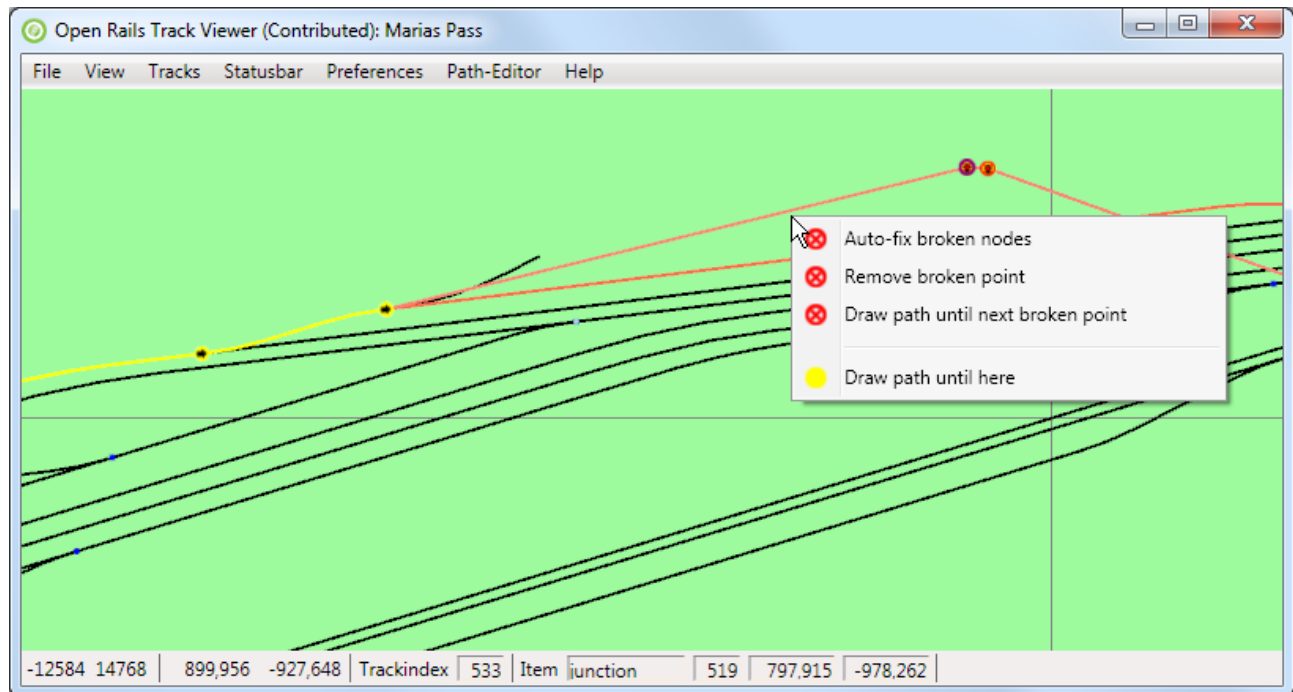 Open Rails Track Viewer (Contributed): Marias Pass
File View Tracks Statusbar Preferences Path-Editor Help
Auto-fix broken nodes
Remove broken point
Draw path until next broken point
Draw path until here
-12584 14768 899,956 -927,648 Trackindex 533 Item junction 519 797,915 -978,262